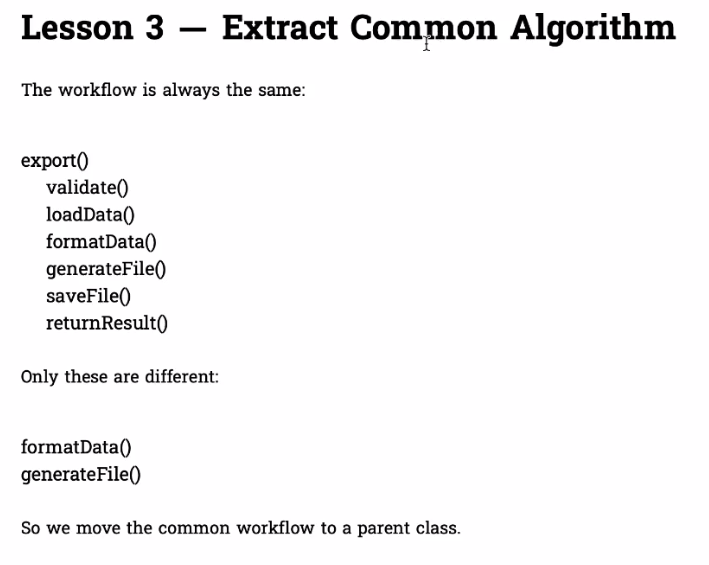 Lesson 3 — Extract Common Algorithm
The workflow is always the same:
export()
validate()
loadData()
formatData()
generateFile()
saveFile()
returnResult()
Only these are different:
formatData()
generateFile()
So we move the common workflow to a parent class.